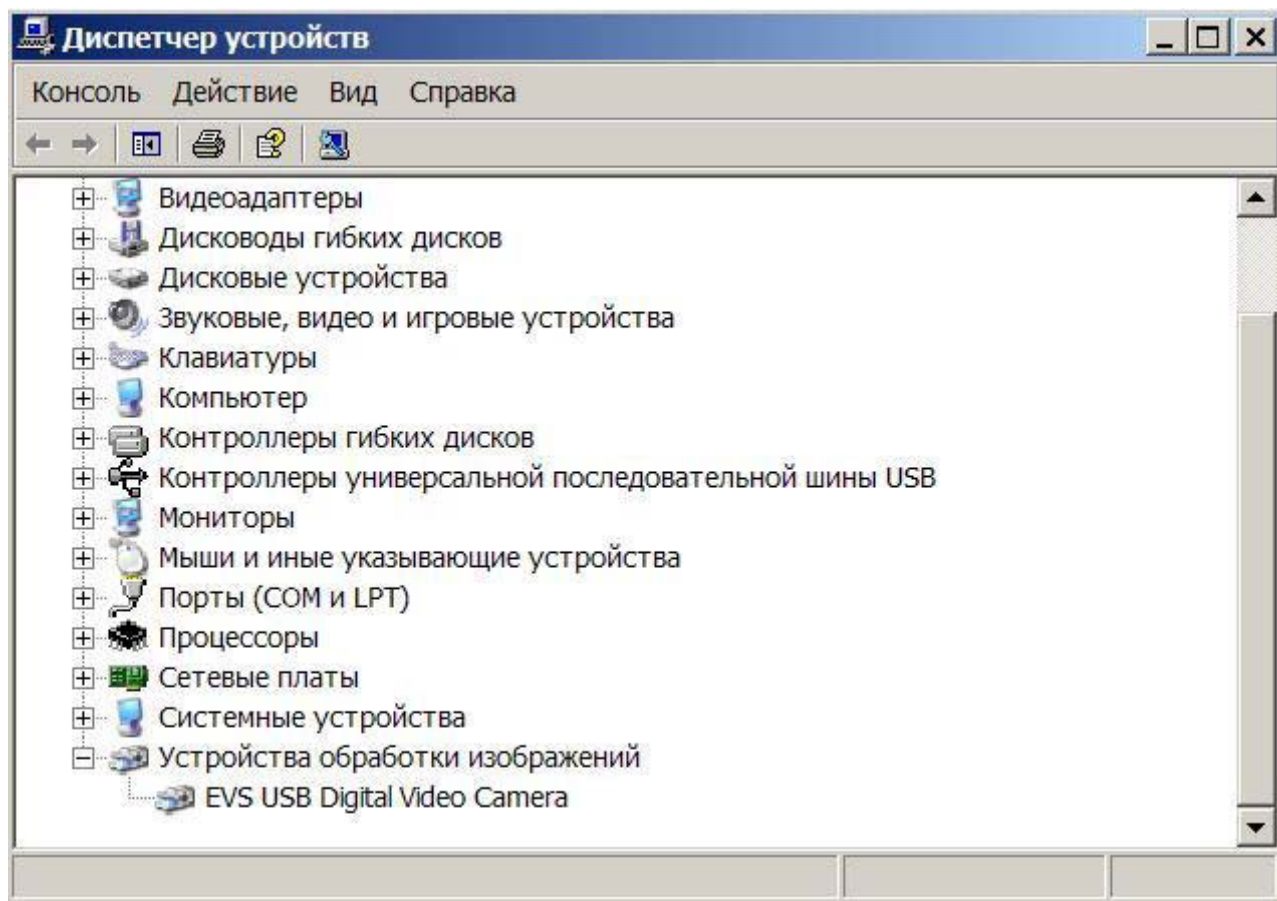 Диспетчер устройств
Консоль Действие Вид Справка
Видеоадаптеры
Дисководы гибких дисков
Дисковые устройства
Звуковые, видео и игровые устройства
Клавиатуры
Компьютер
Контроллеры гибких дисков
Контроллеры универсальной последовательной шины USB
Мониторы
Мыши и иные указывающие устройства
Порты (COM и LPT)
Процессоры
Сетевые платы
Системные устройства
Устройства обработки изображений
EVS USB Digital Video Camera